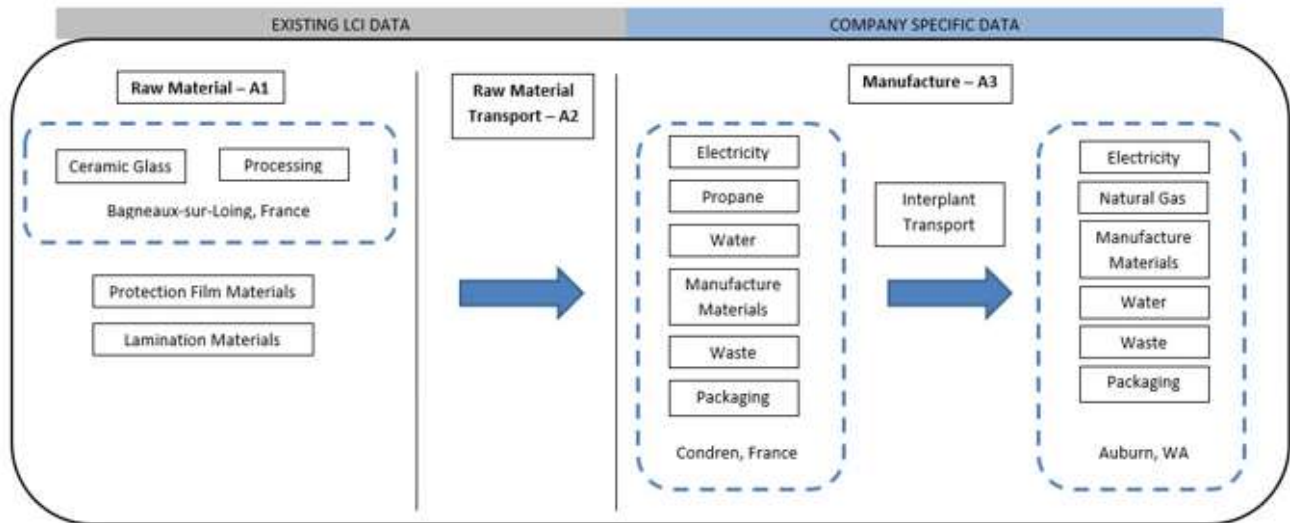 EXISTING LCI DATA
COMPANY SPECIFIC DATA
Raw Material – A1
Ceramic Glass
Processing
Bagneaux-sur-Loing, France
Protection Film Materials
Lamination Materials
Raw Material
Transport – A2
Manufacture – A3
Electricity
Propane
Water
Manufacture
Materials
Waste
Packaging
Condren, France
Interplant
Transport
Electricity
Natural Gas
Manufacture
Materials
Water
Waste
Packaging
Auburn, WA